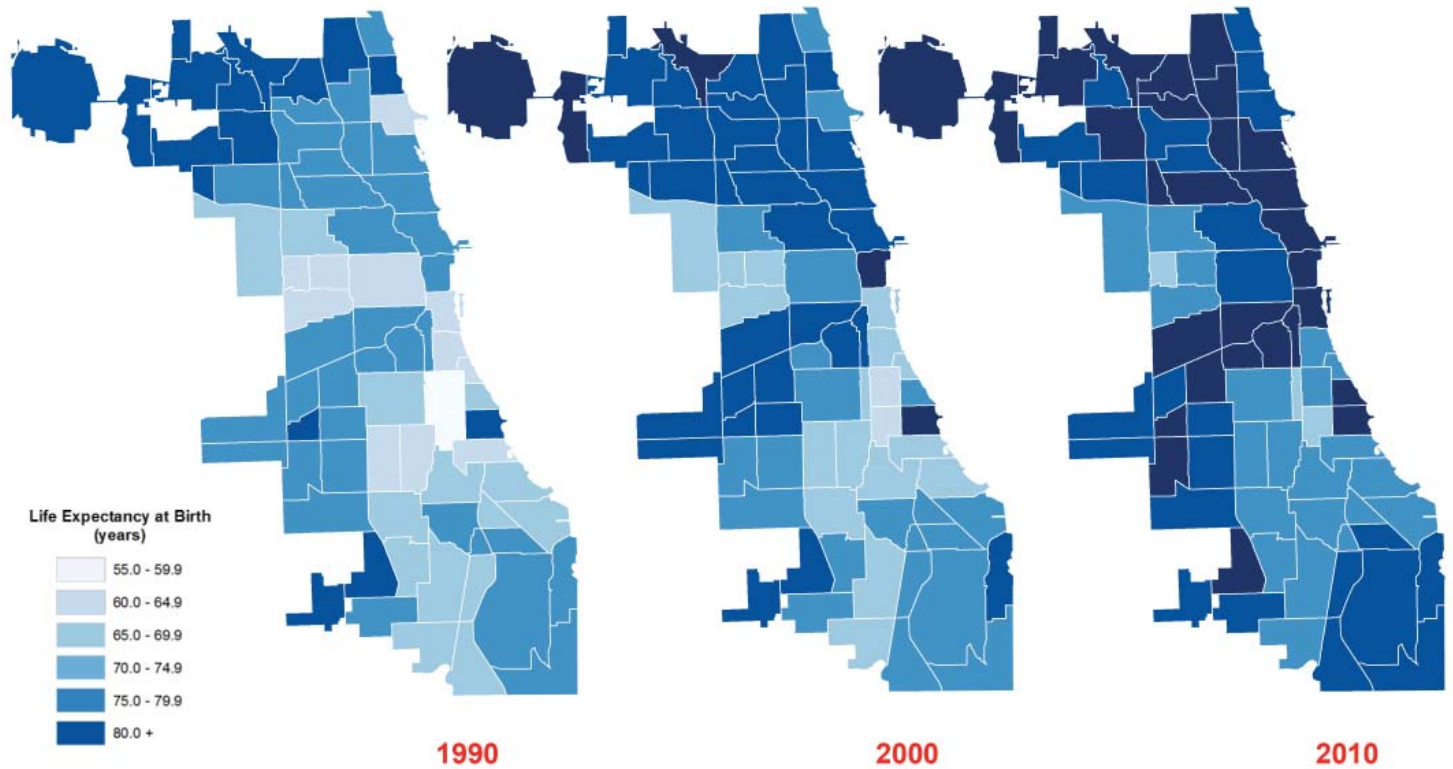 Life Expectancy at Birth
(years)
55.0 - 59.9
60.0 - 64.9
65.0 - 69.9
70.0 - 74.9
75.0 - 79.9
80.0 +
1990
2000
2010